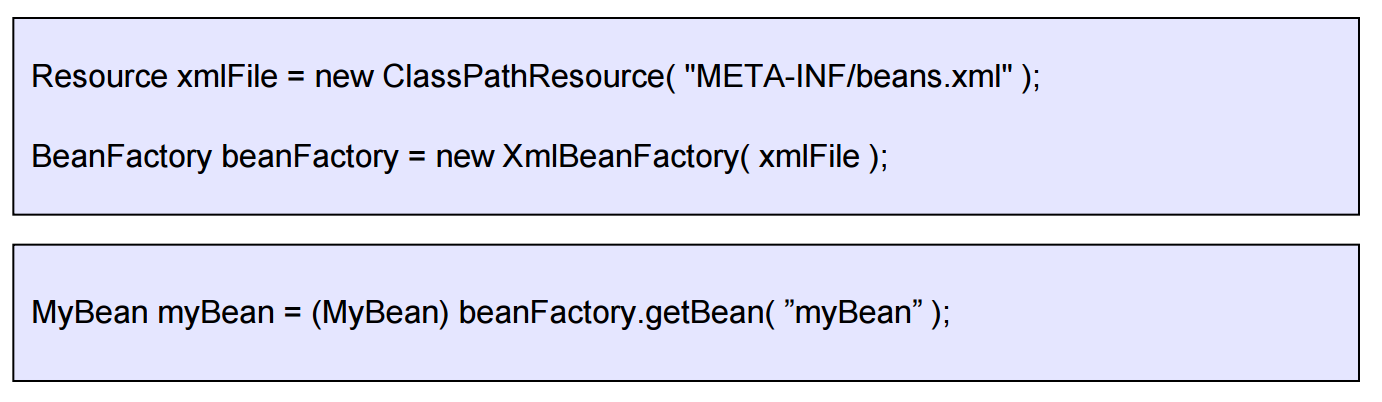 Resource xmlFile = new ClassPathResource( "META-INF/beans.xml" );
BeanFactory beanFactory = new XmlBeanFactory( xmlFile );
MyBean myBean = (MyBean) beanFactory.getBean( ”myBean” );